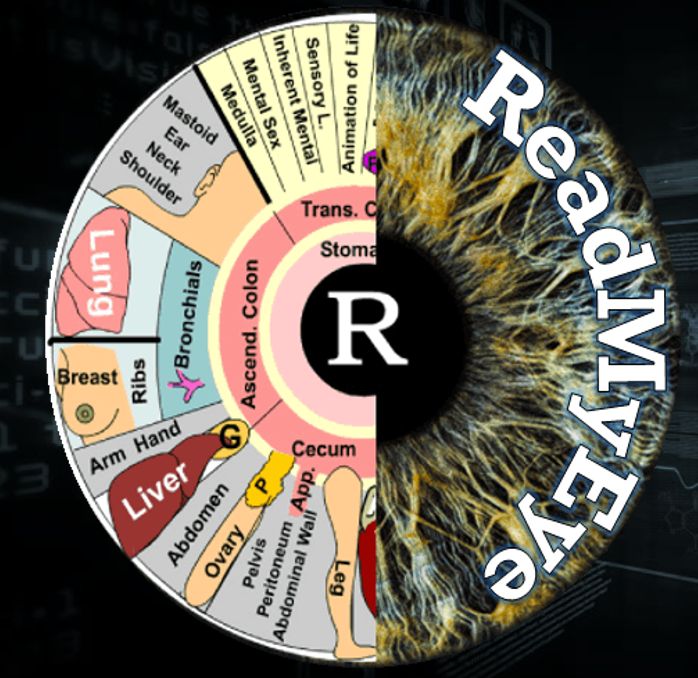 Animation of Life
Sensory L.
Inherent Mental
Mental Sex
Medulla
Mastoid
Ear
Neck
Shoulder
Trans. C
Stoma
Lung
Bronchials
Ascend. Colon
R
ReadMyEye
Breast
Ribs
Arm Hand
G
Liver
Cecum
Abdomen
P
App.
Ovary
Pelvis
Peritoneum
Abdominal Wall
Leg